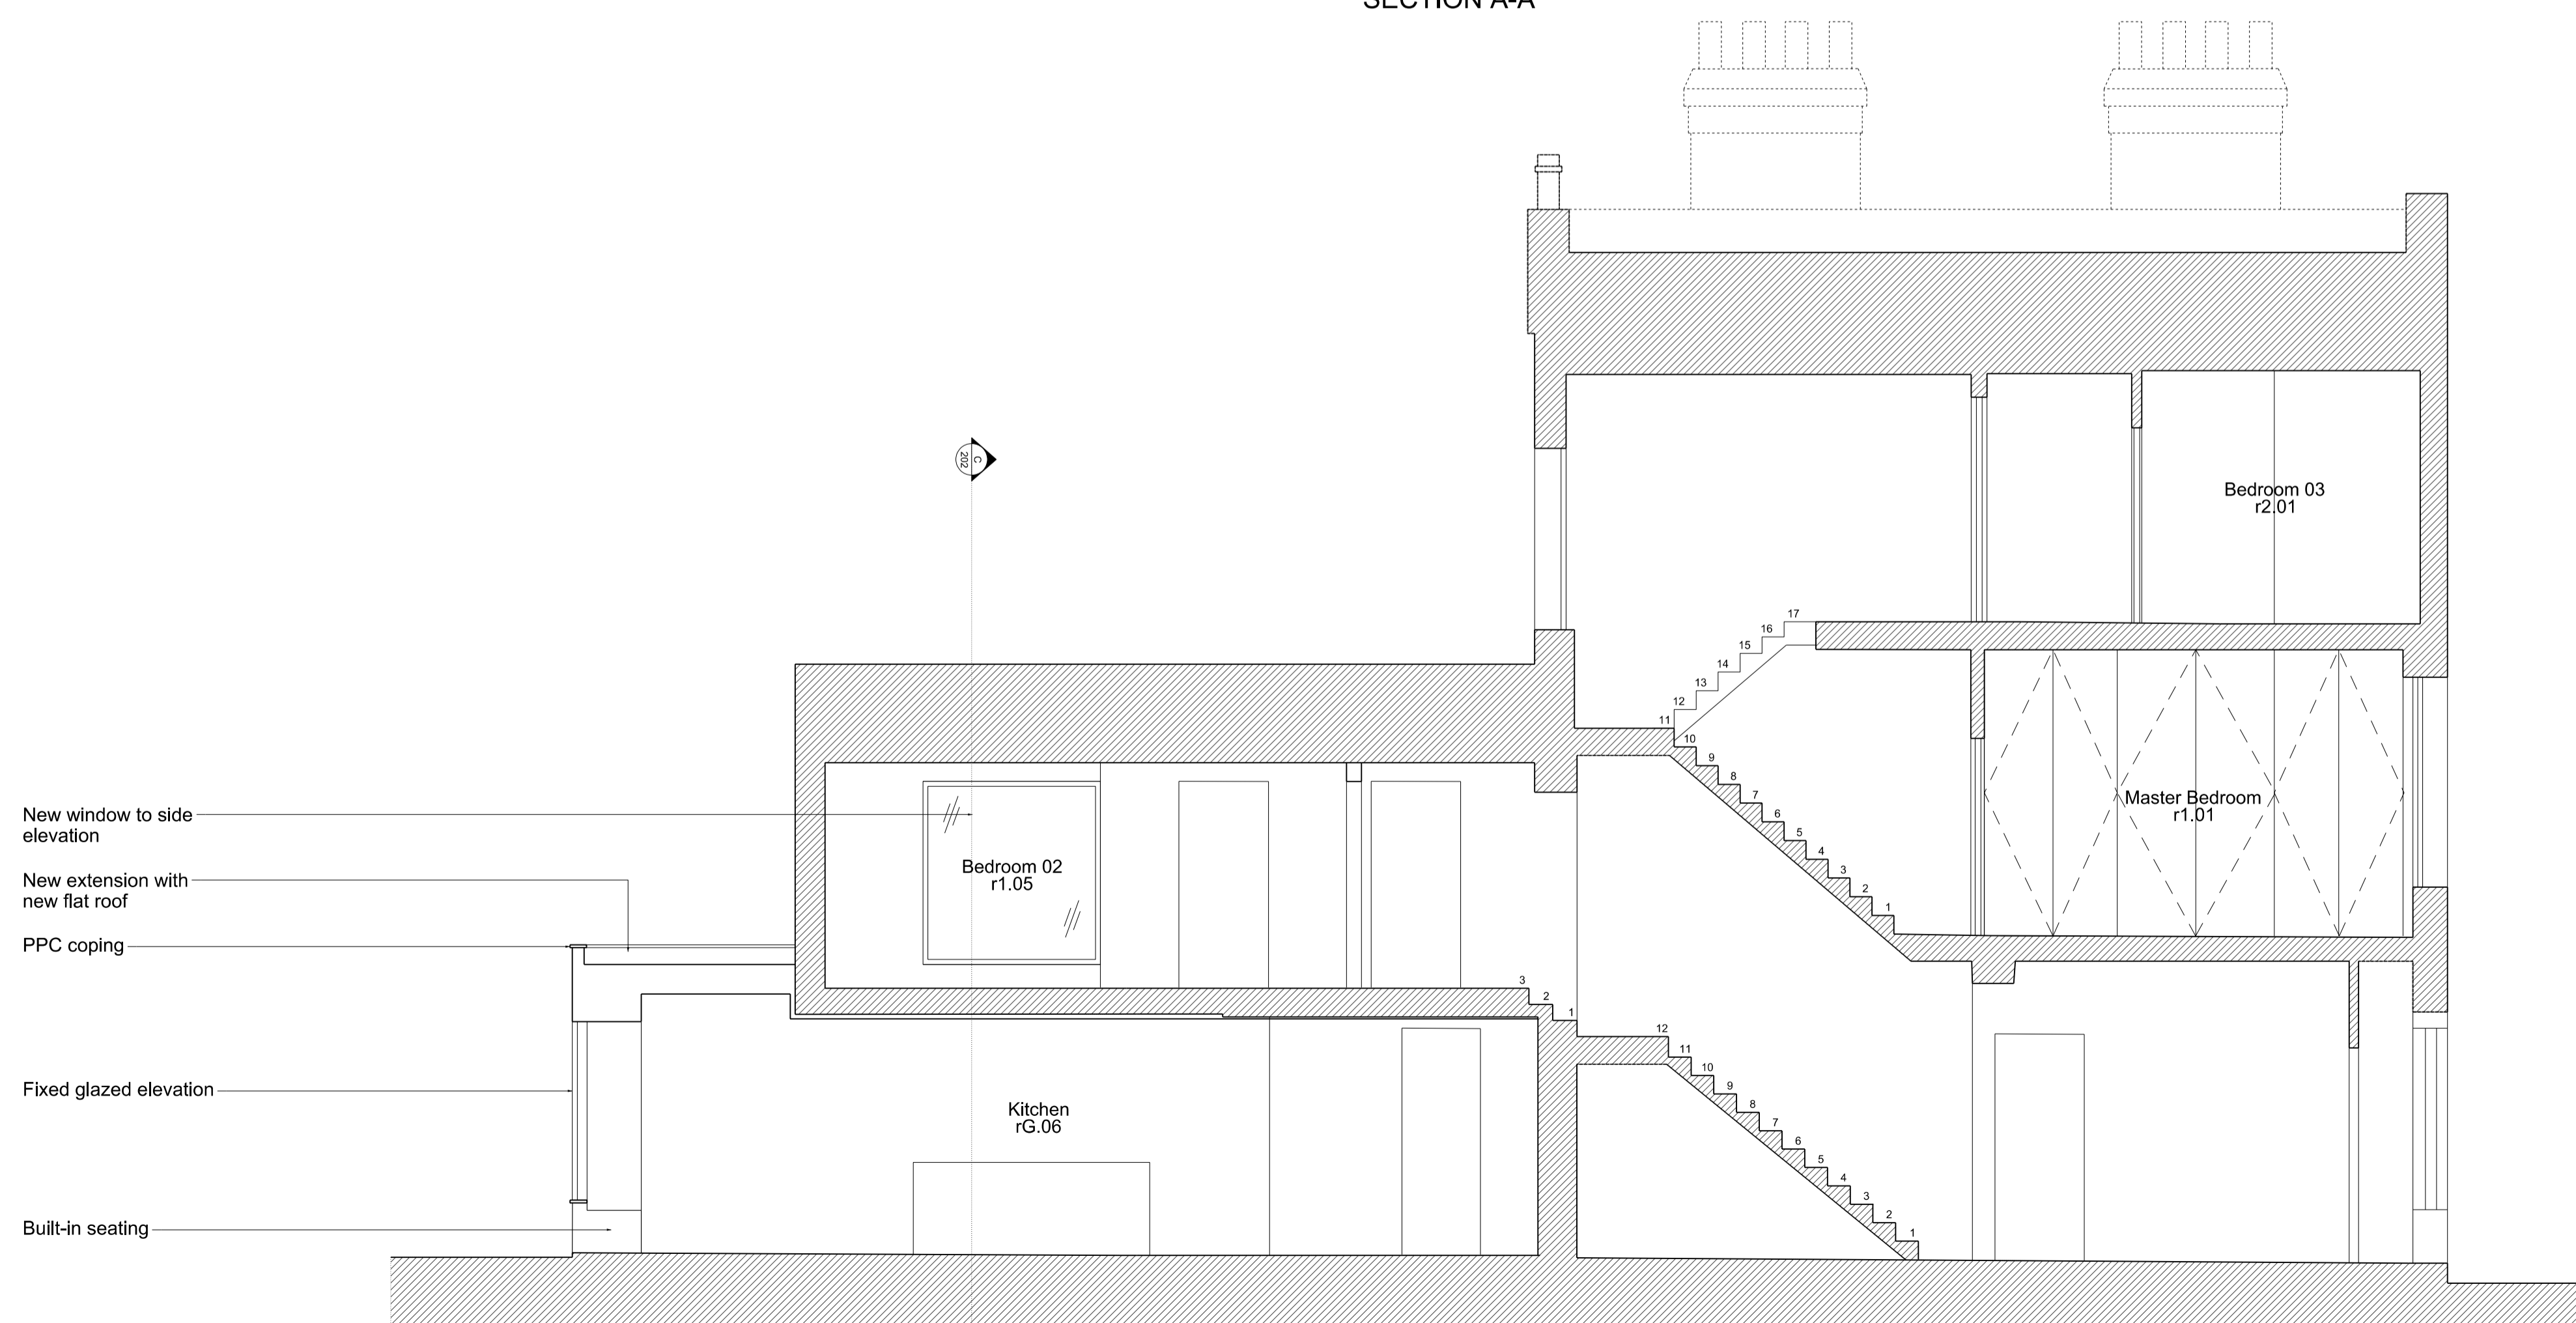 SECTION A-A
C
202
Bedroom 03
r2.01
17
16
15
14
13
12
11
10
9
8
7
6
5
4
3
2
1
Master Bedroom
r1.01
New window to side
elevation
Bedroom 02
r1.05
New extension with
new flat roof
PPC coping
3
2
1
12
11
10
9
8
7
6
5
4
3
2
1
Fixed glazed elevation
Kitchen
rG.06
Built-in seating